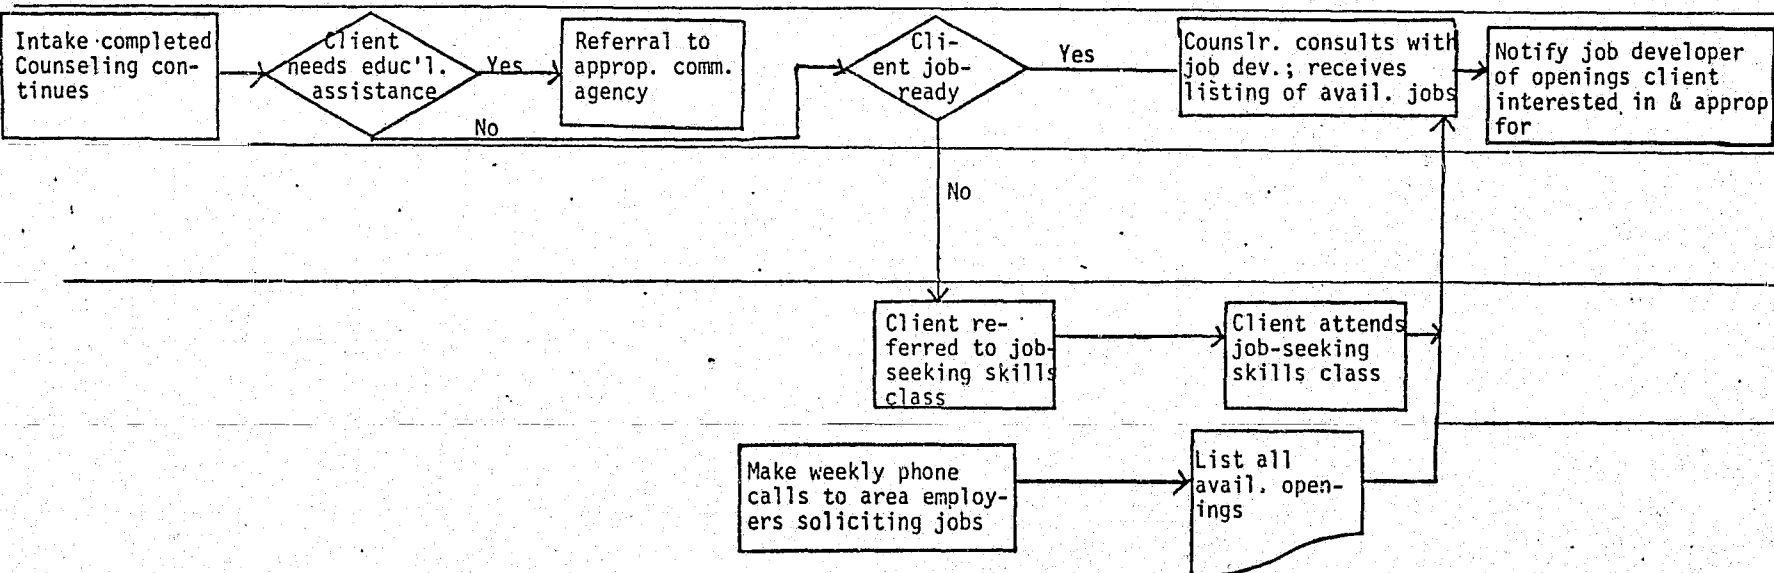 Intake completed
Counseling con-
tinues
Client
needs educ'l.
assistance
Yes
No
Referral to
approp. comm.
agency
Cli-
ent job-
ready
Yes
No
Counslr. consults with
job dev.; receives
listing of avail. jobs
Notify job developer
of openings client
interested in & approp
for
Client re-
ferred to job-
seeking skills
class
Client attends
job-seeking
skills class
Make weekly phone
calls to area employ-
ers soliciting jobs
List all
avail. open-
ings